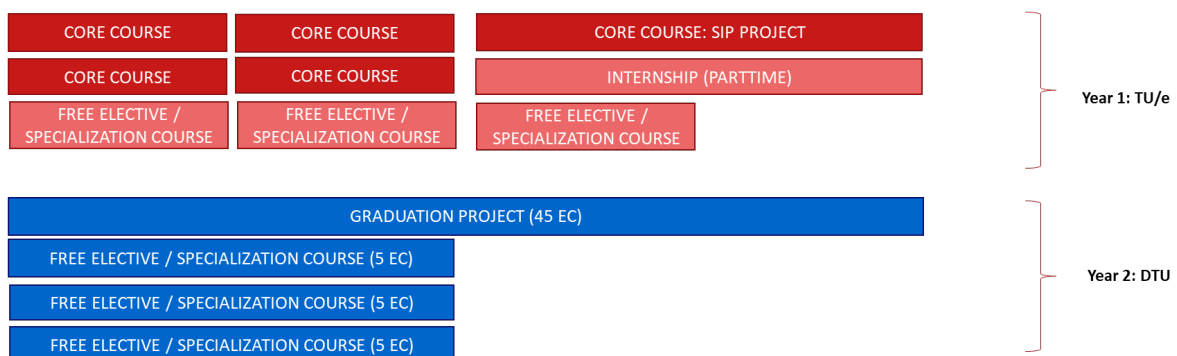 CORE COURSE
CORE COURSE
CORE COURSE: SIP PROJECT
CORE COURSE
CORE COURSE
INTERNSHIP (PARTTIME)
FREE ELECTIVE /
SPECIALIZATION COURSE
FREE ELECTIVE /
SPECIALIZATION COURSE
FREE ELECTIVE /
SPECIALIZATION COURSE
Year 1: TU/e
GRADUATION PROJECT (45 EC)
FREE ELECTIVE / SPECIALIZATION COURSE (5 EC)
FREE ELECTIVE / SPECIALIZATION COURSE (5 EC)
FREE ELECTIVE / SPECIALIZATION COURSE (5 EC)
Year 2: DTU